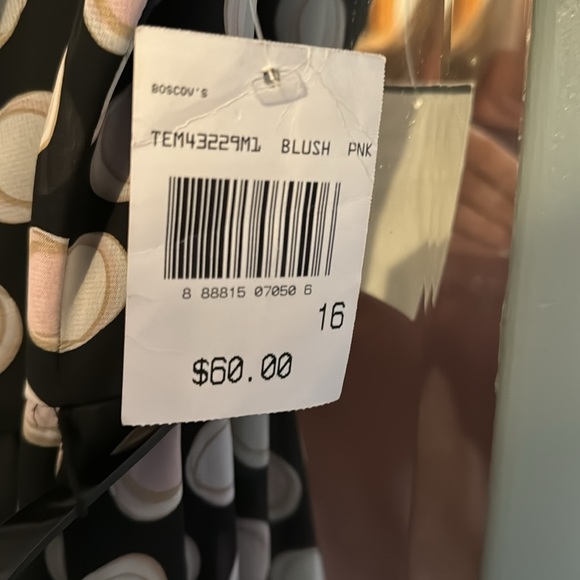 BOSCOV'S
TEM43229M1 BLUSH PNK
8 88815 07050 6
16
$60.00